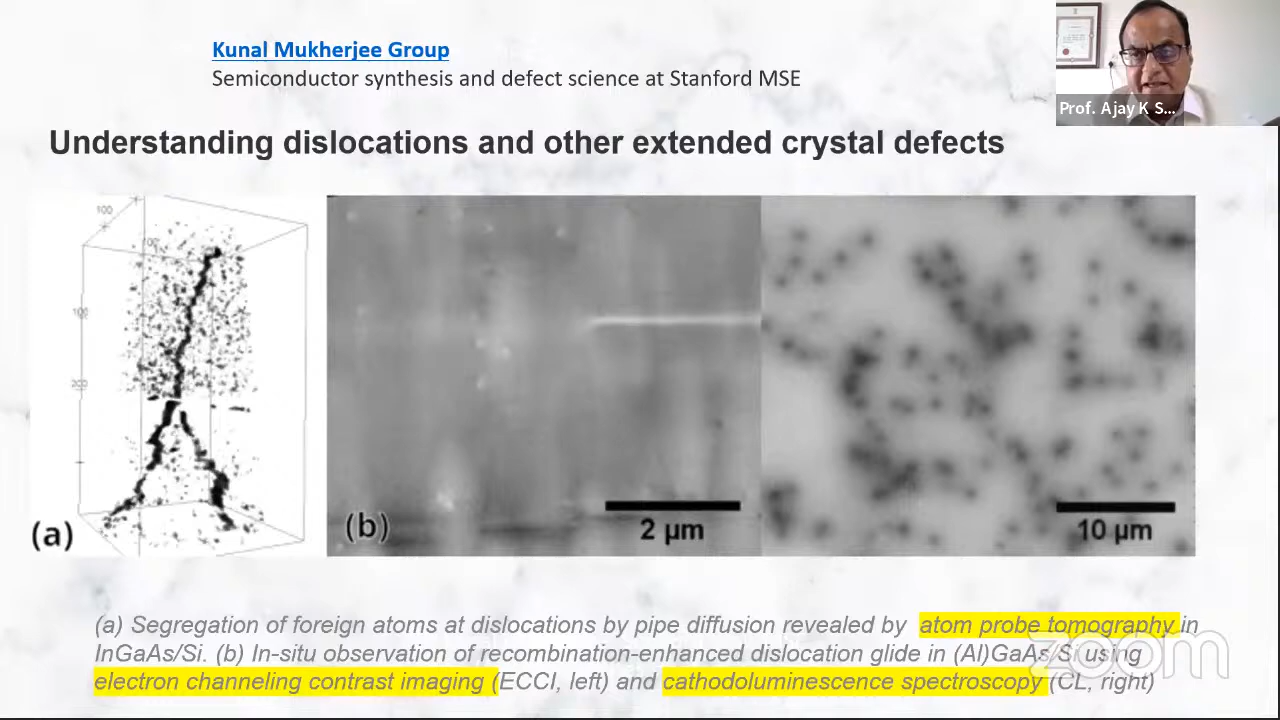 Kunal Mukherjee Group
Semiconductor synthesis and defect science at Stanford MSE
Prof. Ajay K S...
Understanding dislocations and other extended crystal defects
100
100
100
200
(a)
(b)
2 µm
10 µm
(a) Segregation of foreign atoms at dislocations by pipe diffusion revealed by atom probe tomography in
InGaAs/Si. (b) In-situ observation of recombination-enhanced dislocation glide in (Al)GaAs/Si using
electron channeling contrast imaging (ECCI, left) and cathodoluminescence spectroscopy (CL, right)
zoom